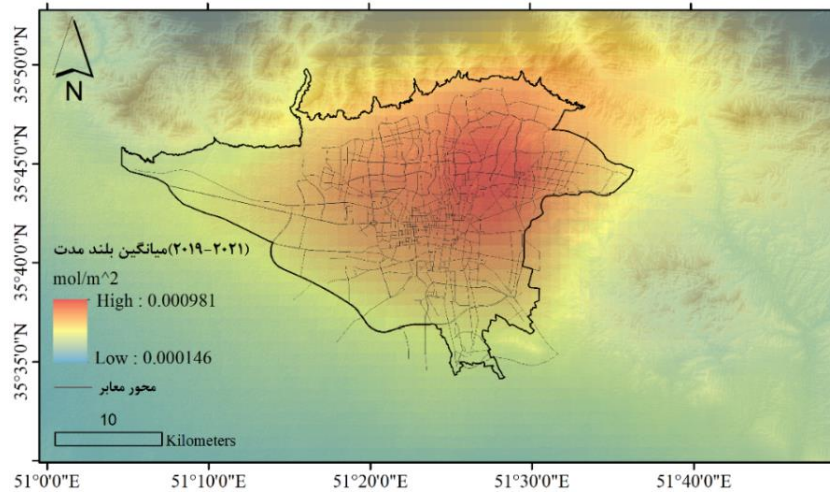 35°50'0"N
35°45'0"N
35°40'0"N
35°35'0"N
N
میانگین بلند مدت(۲۰۱۹-۲۰۲۱)
mol/m^2
High : 0.000981
Low : 0.000146
محور معابر
10
Kilometers
51°0'0"E 51°10'0"E 51°20'0"E 51°30'0"E 51°40'0"E